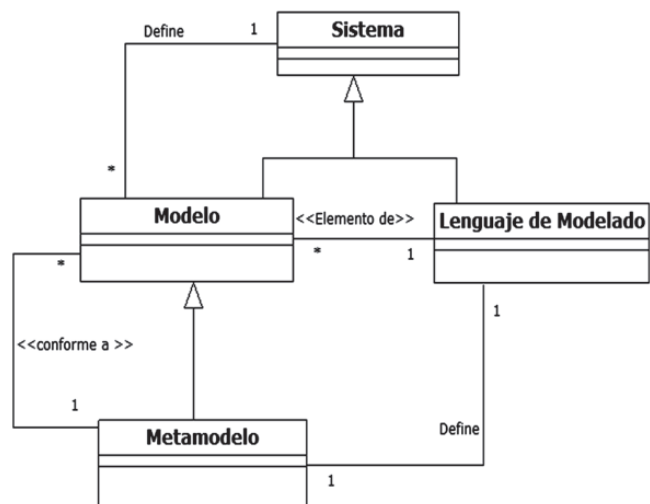 Define 1 Sistema
*
Modelo
<<Elemento de>>
Lenguaje de Modelado
*
* 1
1
<<conforme a >>
1
Metamodelo
Define
1